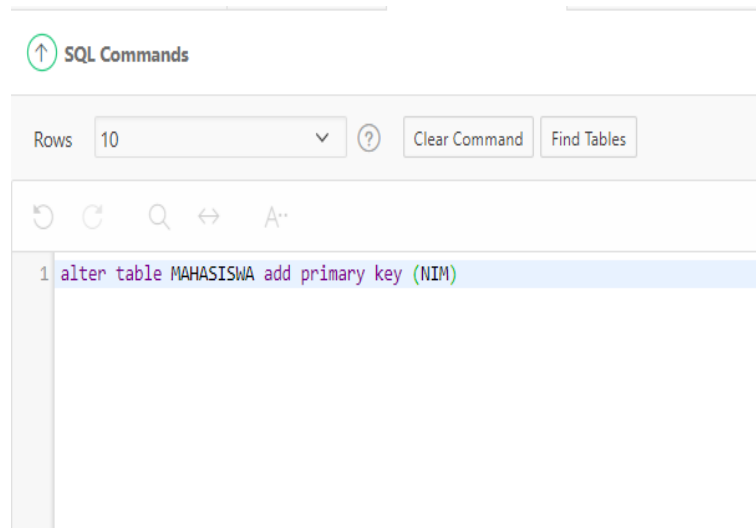 SQL Commands
Rows 10 ? Clear Command Find Tables
A··
1 alter table MAHASISWA add primary key (NIM)